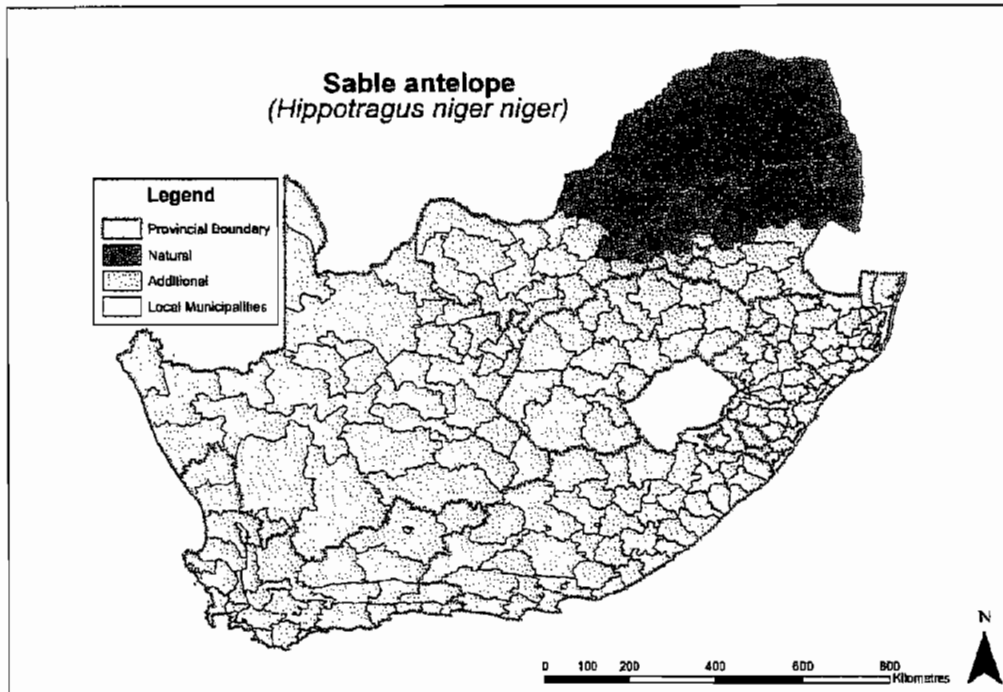 Sable antelope
(Hippotragus niger niger)
Legend
Provincial Boundary
Natural
Additional
Local Municipalities
N
0 100 200 400 600 800
Kilometres